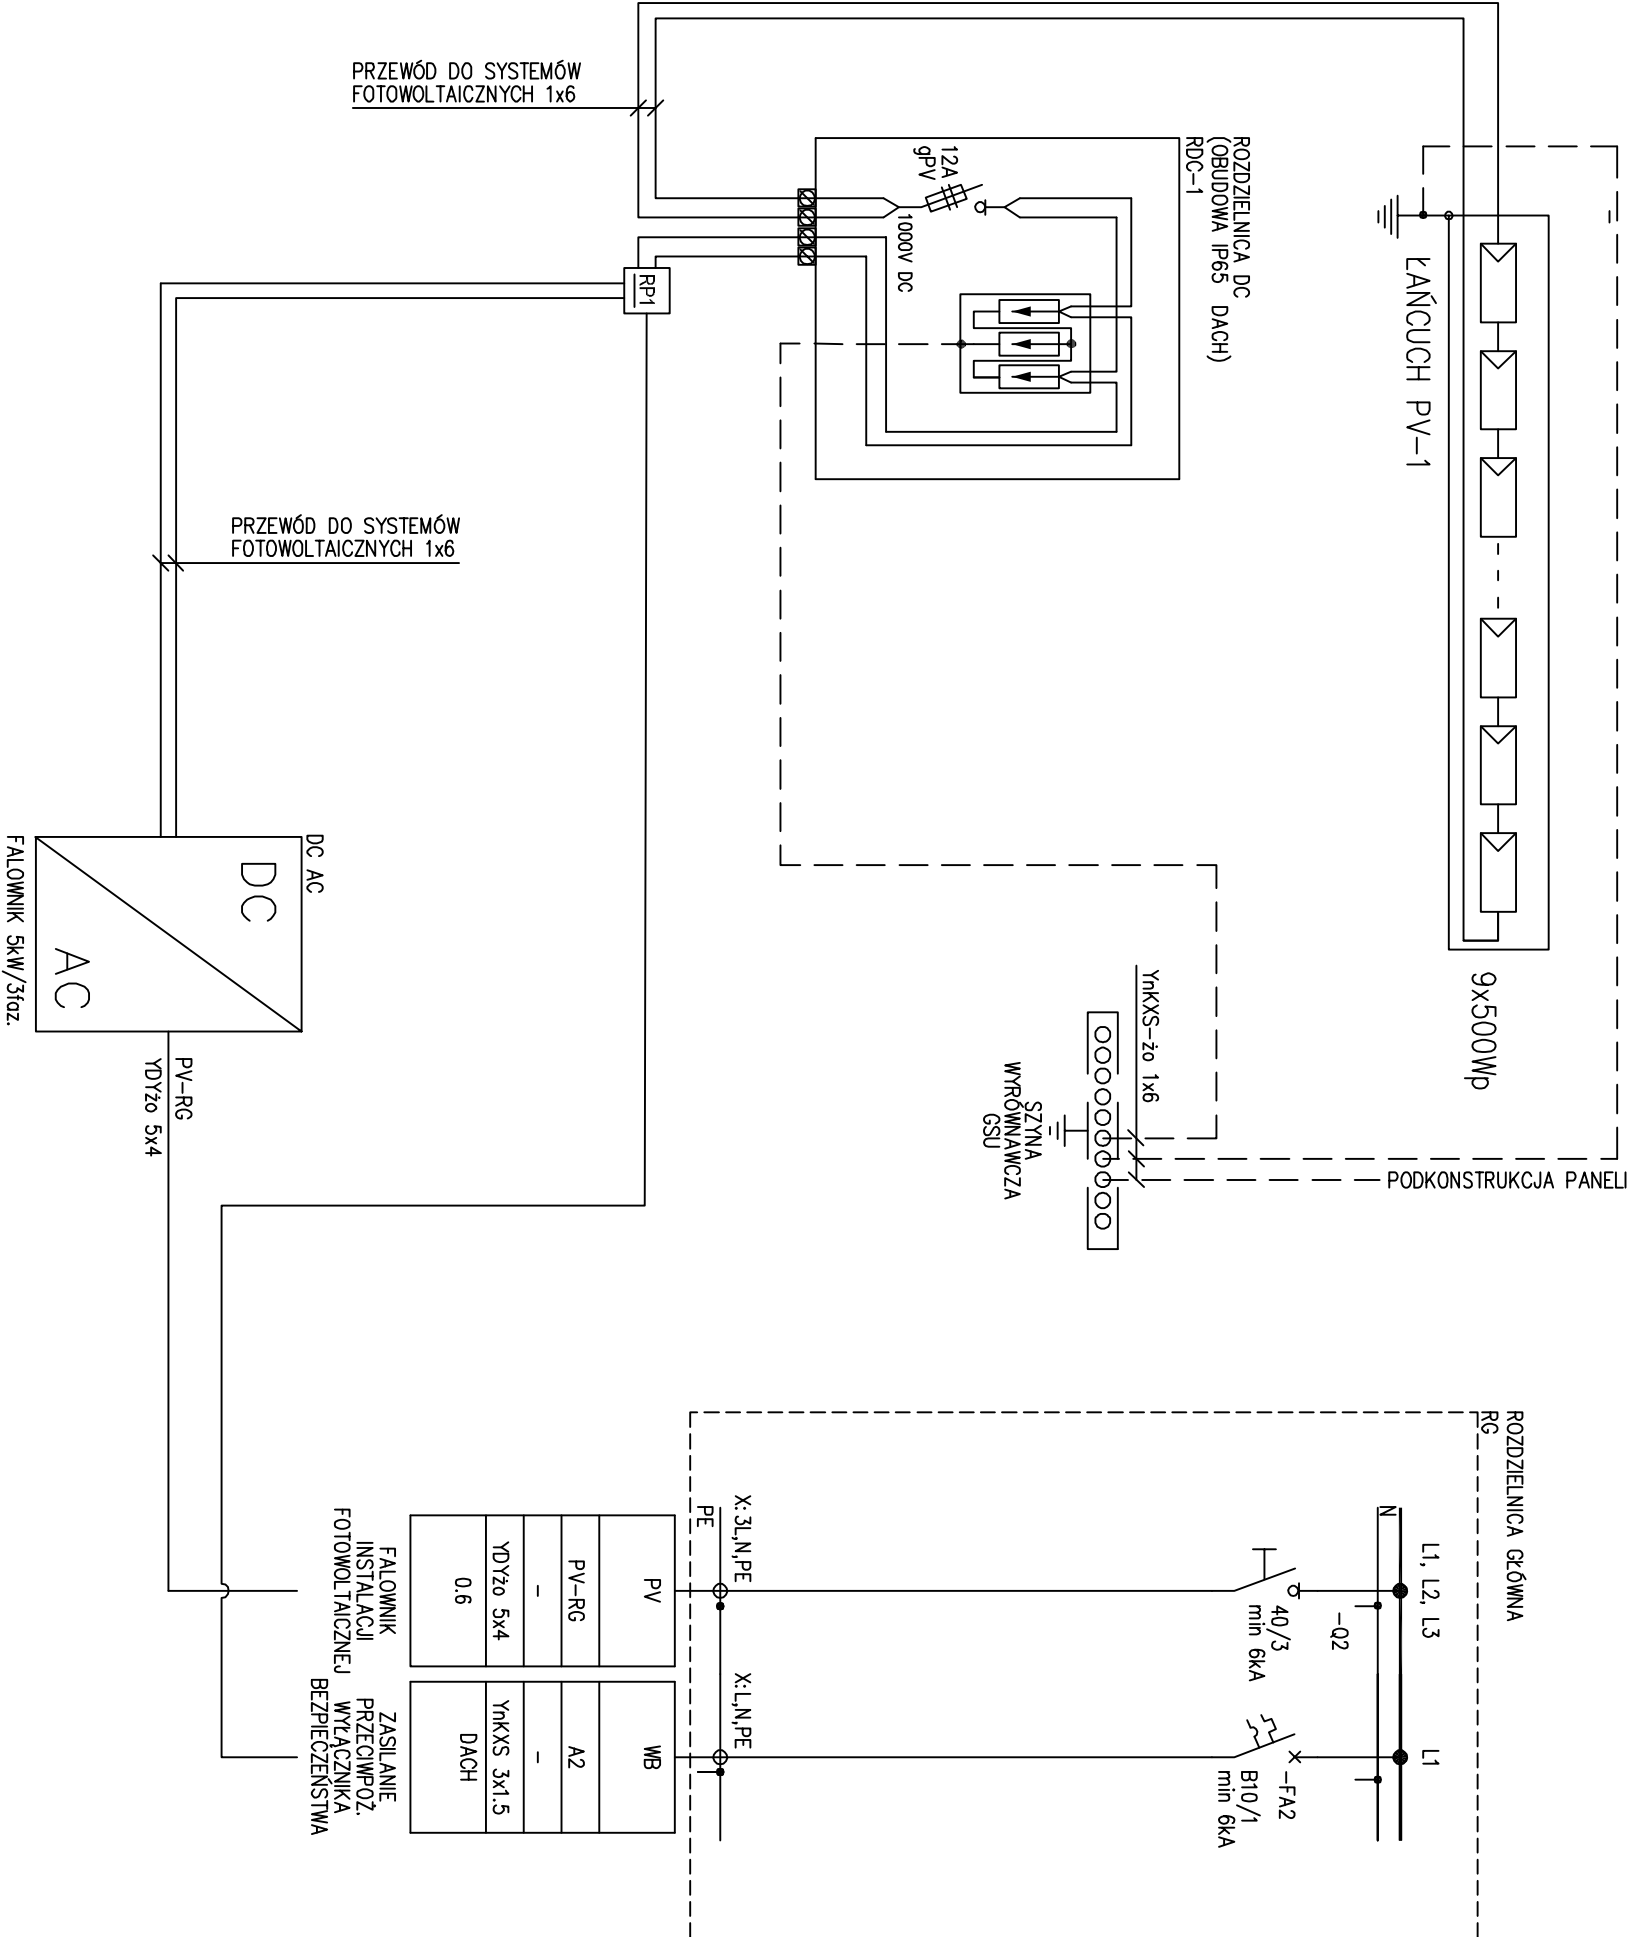 PRZEWÓD DO SYSTEMÓW
FOTOWOLTAICZNYCH 1x6
ROZDZIELNICA DC
(OBUDOWA IP65 DACH)
RDC-1
12A
gPV
1000V DC
ŁAŃCUCH PV-1
9x500Wp
RP1
PRZEWÓD DO SYSTEMÓW
FOTOWOLTAICZNYCH 1x6
DC AC
DC
AC
FALOWNIK 5kW/3faz.
PV-RG
YDYżo 5x4
YnKXS-żo 1x6
SZYNA
WYRÓWNAWCZA
GSU
PODKONSTRUKCJA PANELI
ROZDZIELNICA GŁÓWNA
RG
L1, L2, L3
L1
N
-Q2
40/3
min 6kA
-FA2
B10/1
min 6kA
X:3L,N,PE
PE
X:L,N,PE
PV
PV-RG
-
YDYżo 5x4
0.6
FALOWNIK
INSTALACJI
FOTOWOLTAICZNEJ
WB
A2
-
YnKXS 3x1.5
DACH
ZASILANIE
PRZECIWPOŻ.
WYŁĄCZNIKA
BEZPIECZEŃSTWA